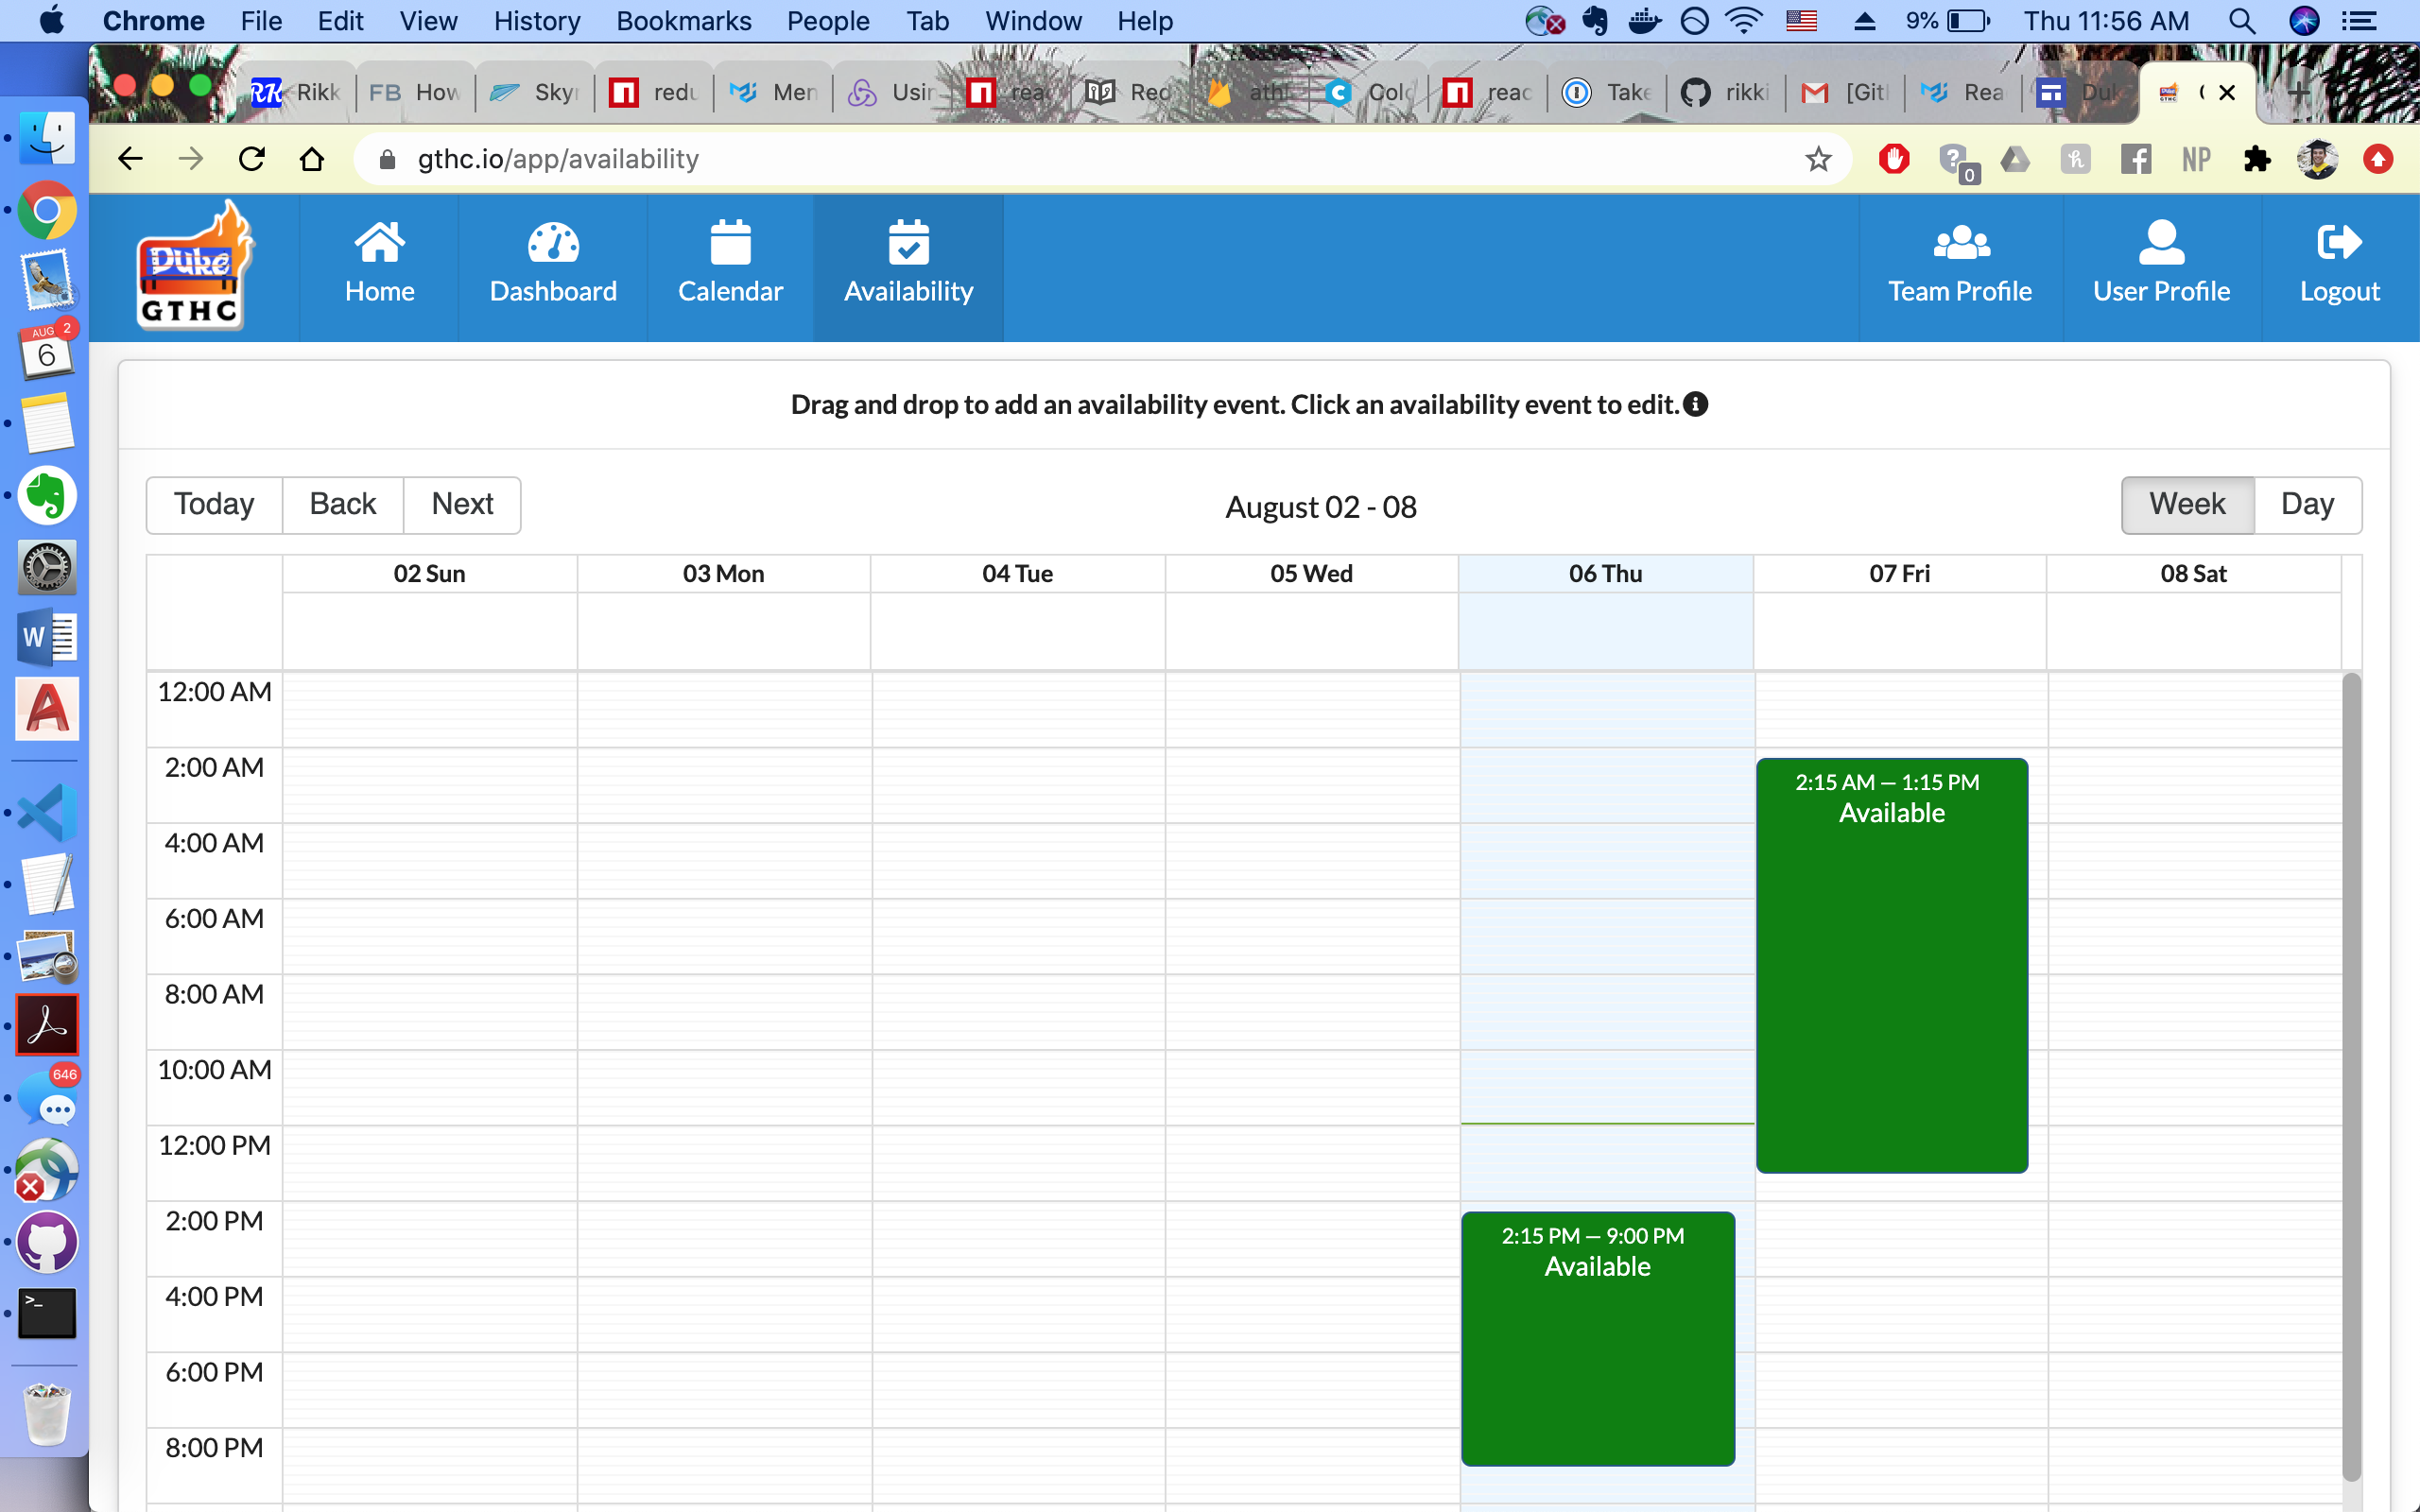 Chrome File Edit View History Bookmarks People Tab Window Help 9% Thu 11:56 AM
RK Rikk FB How Sky redu Men Usin reac Rec ath Colo reac Take rikki [Git Rea Duk
gthc.io/app/availability 0 NP
AUG 2
6
Duke
GTHC
Home Dashboard Calendar Availability Team Profile User Profile Logout
Drag and drop to add an availability event. Click an availability event to edit.
Today Back Next August 02 - 08 Week Day
02 Sun 03 Mon 04 Tue 05 Wed 06 Thu 07 Fri 08 Sat
12:00 AM
2:00 AM
2:15 AM — 1:15 PM
Available
4:00 AM
6:00 AM
8:00 AM
10:00 AM
646
12:00 PM
2:00 PM
2:15 PM — 9:00 PM
Available
4:00 PM
6:00 PM
8:00 PM